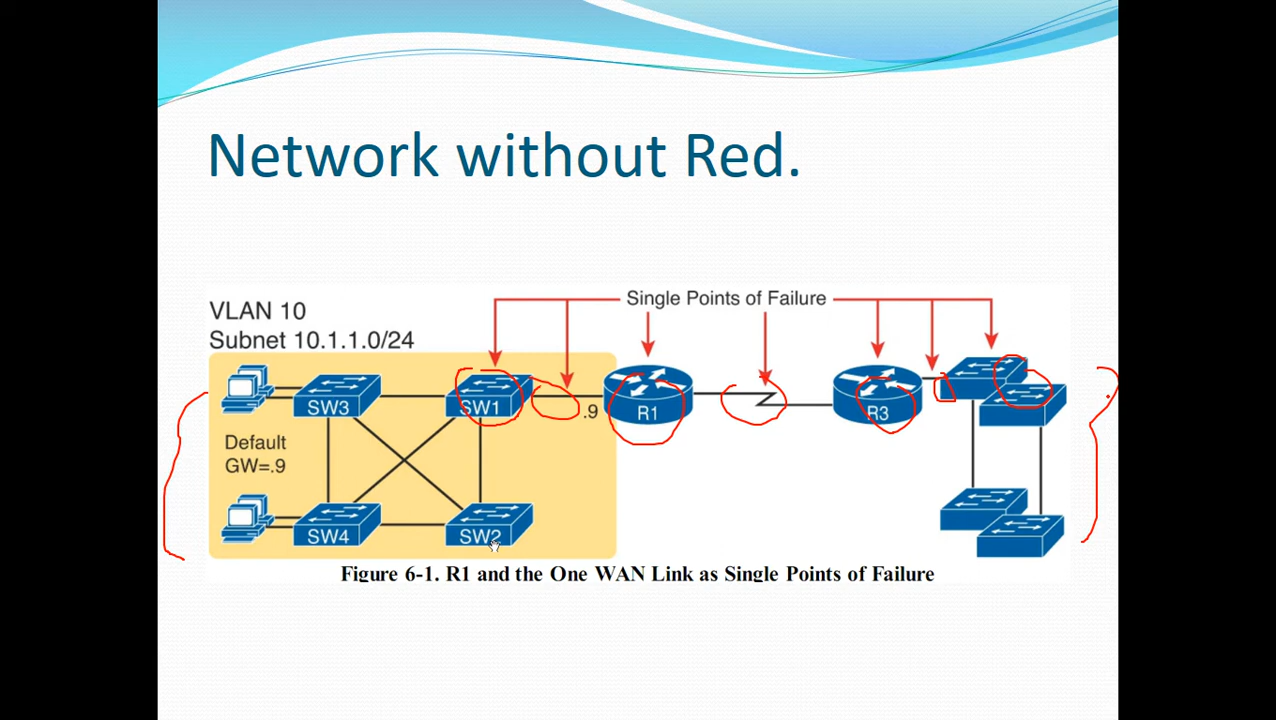 Network without Red.
Single Points of Failure
VLAN 10
Subnet 10.1.1.0/24
SW3
SW1
.9
R1
R3
Default
GW=.9
SW4
SW2
Figure 6-1. R1 and the One WAN Link as Single Points of Failure